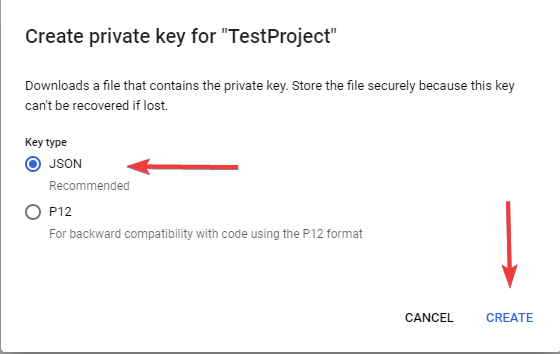 Create private key for "TestProject"
Downloads a file that contains the private key. Store the file securely because this key
can't be recovered if lost.
Key type
JSON
Recommended
P12
For backward compatibility with code using the P12 format
CANCEL CREATE